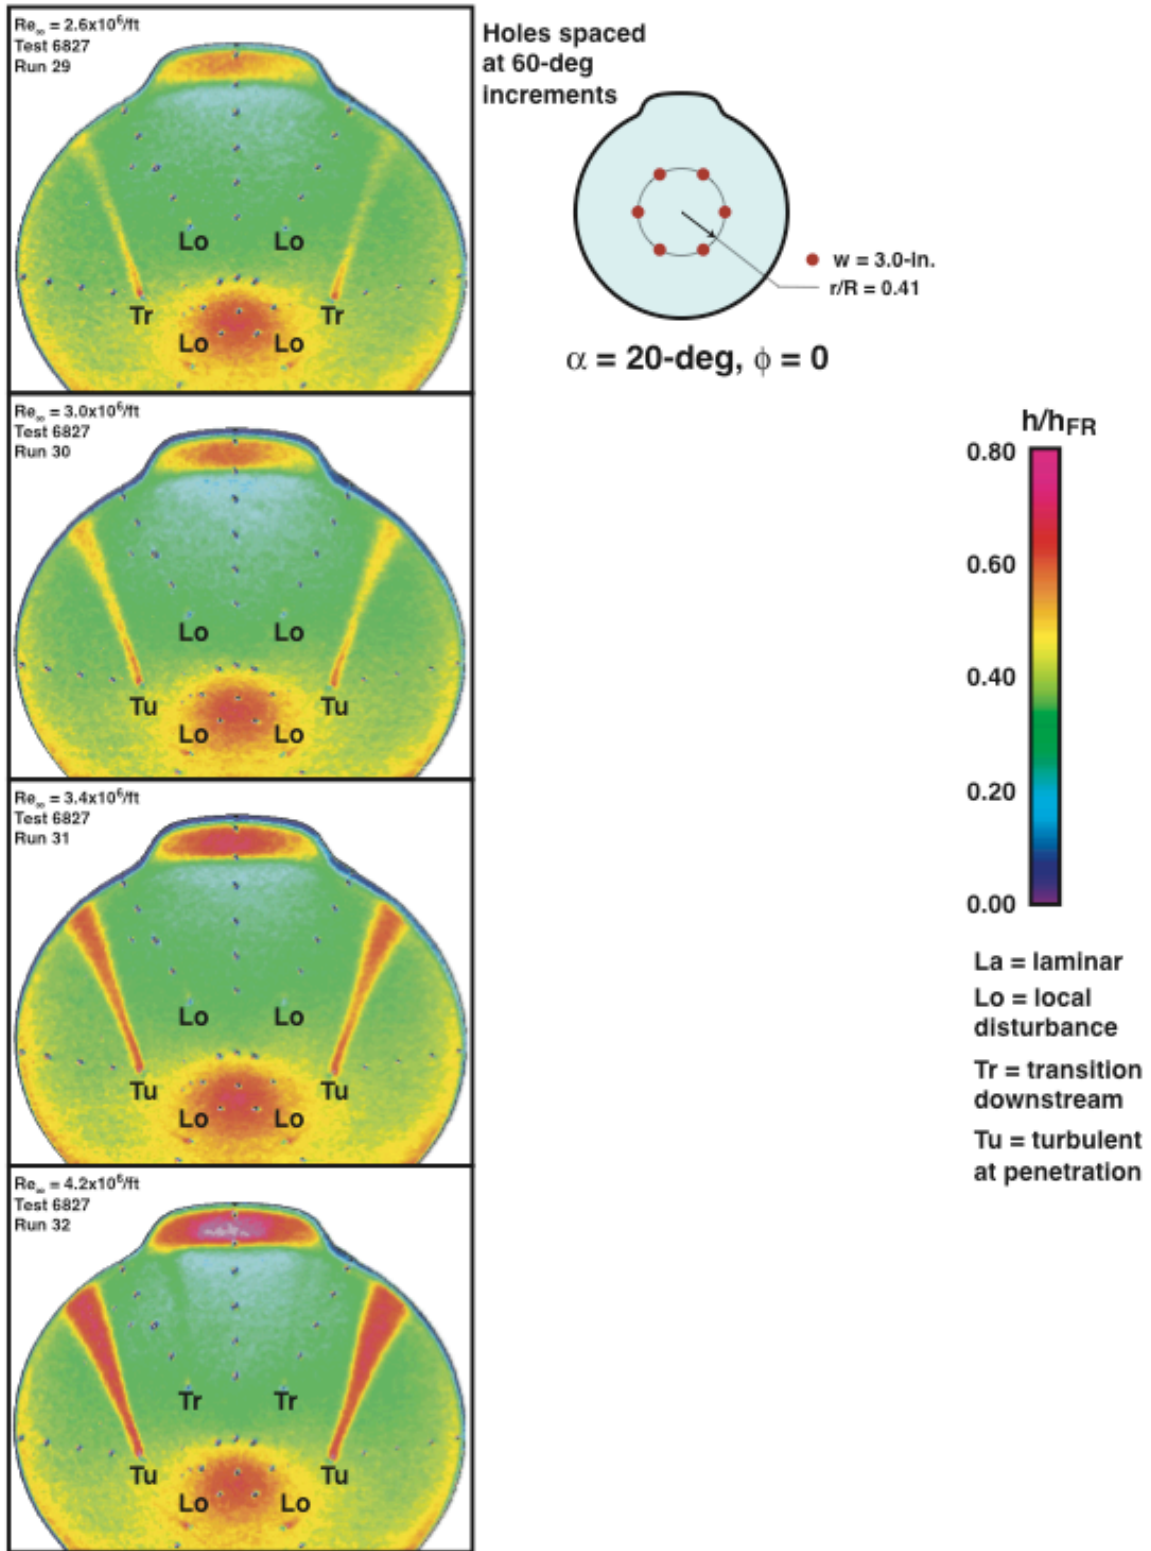 Re∞ = 2.6x10⁶/ft
Test 6827
Run 29
Lo Lo
Tr Tr
Lo Lo
Holes spaced
at 60-deg
increments
w = 3.0-in.
r/R = 0.41
α = 20-deg, ϕ = 0
Re∞ = 3.0x10⁶/ft
Test 6827
Run 30
Lo Lo
Tu Tu
Lo Lo
Re∞ = 3.4x10⁶/ft
Test 6827
Run 31
Lo Lo
Tu Tu
Lo Lo
Re∞ = 4.2x10⁶/ft
Test 6827
Run 32
Tr Tr
Tu Tu
Lo Lo
h/hFR
0.80
0.60
0.40
0.20
0.00
La = laminar
Lo = local
disturbance
Tr = transition
downstream
Tu = turbulent
at penetration